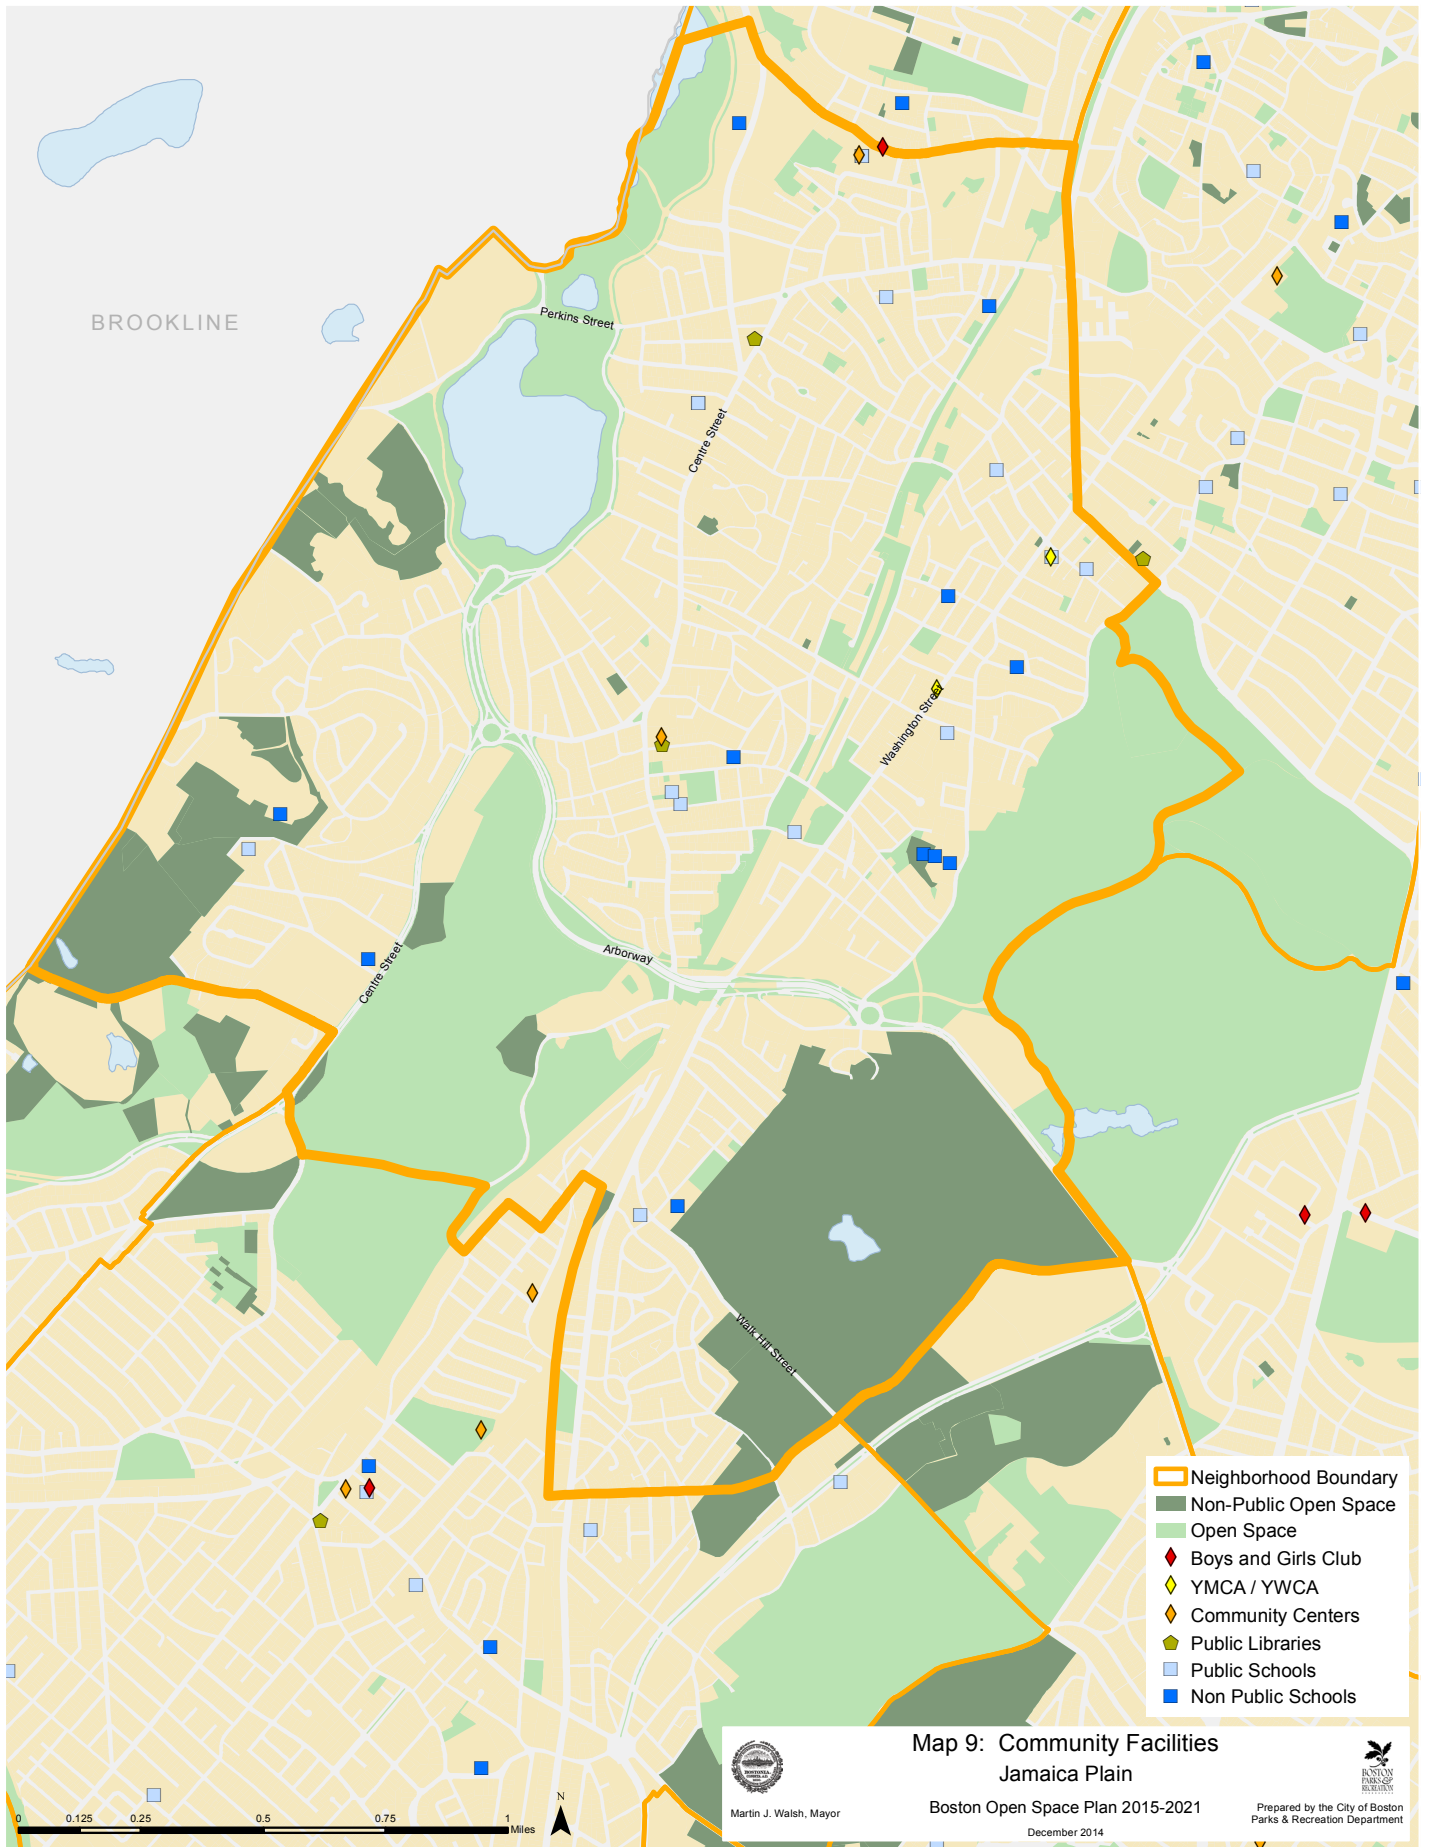 BROOKLINE
Perkins Street
Centre Street
Washington Street
Arborway
Centre Street
Walk Hill Street
Neighborhood Boundary
Non-Public Open Space
Open Space
Boys and Girls Club
YMCA / YWCA
Community Centers
Public Libraries
Public Schools
Non Public Schools
Map 9: Community Facilities
Jamaica Plain
Boston Open Space Plan 2015-2021
December 2014
Martin J. Walsh, Mayor
BOSTON
PARKS &
RECREATION
Prepared by the City of Boston
Parks & Recreation Department
0 0.125 0.25 0.5 0.75 1
Miles
N